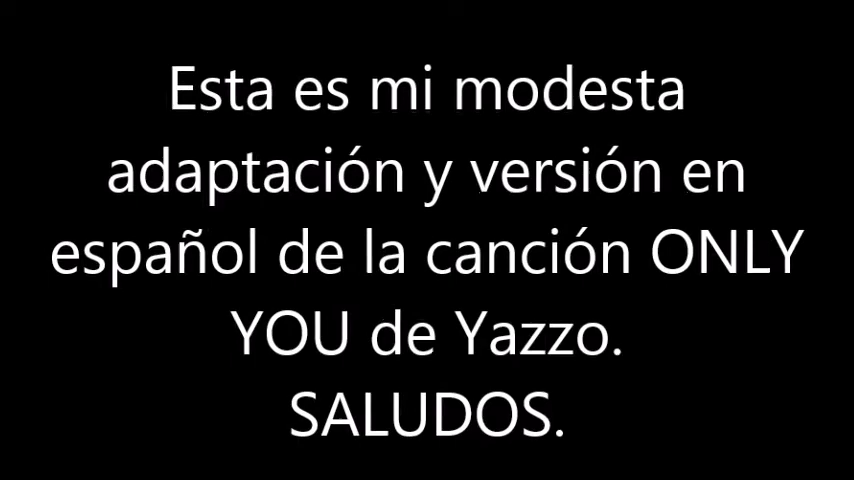 Esta es mi modesta
adaptación y versión en
español de la canción ONLY
YOU de Yazzo.
SALUDOS.